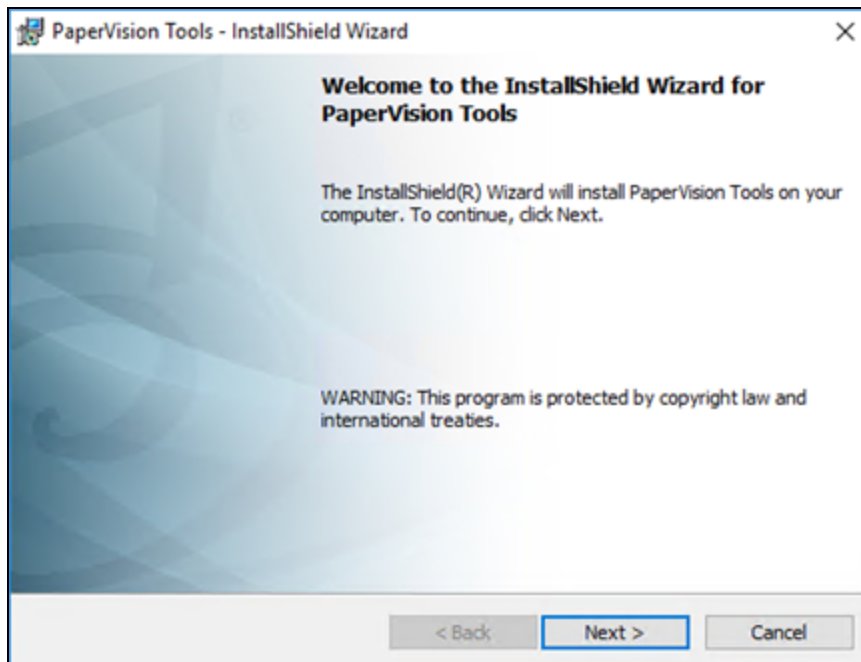 PaperVision Tools - InstallShield Wizard
Welcome to the InstallShield Wizard for
PaperVision Tools
The InstallShield(R) Wizard will install PaperVision Tools on your
computer. To continue, click Next.
WARNING: This program is protected by copyright law and
international treaties.
< Back
Next >
Cancel